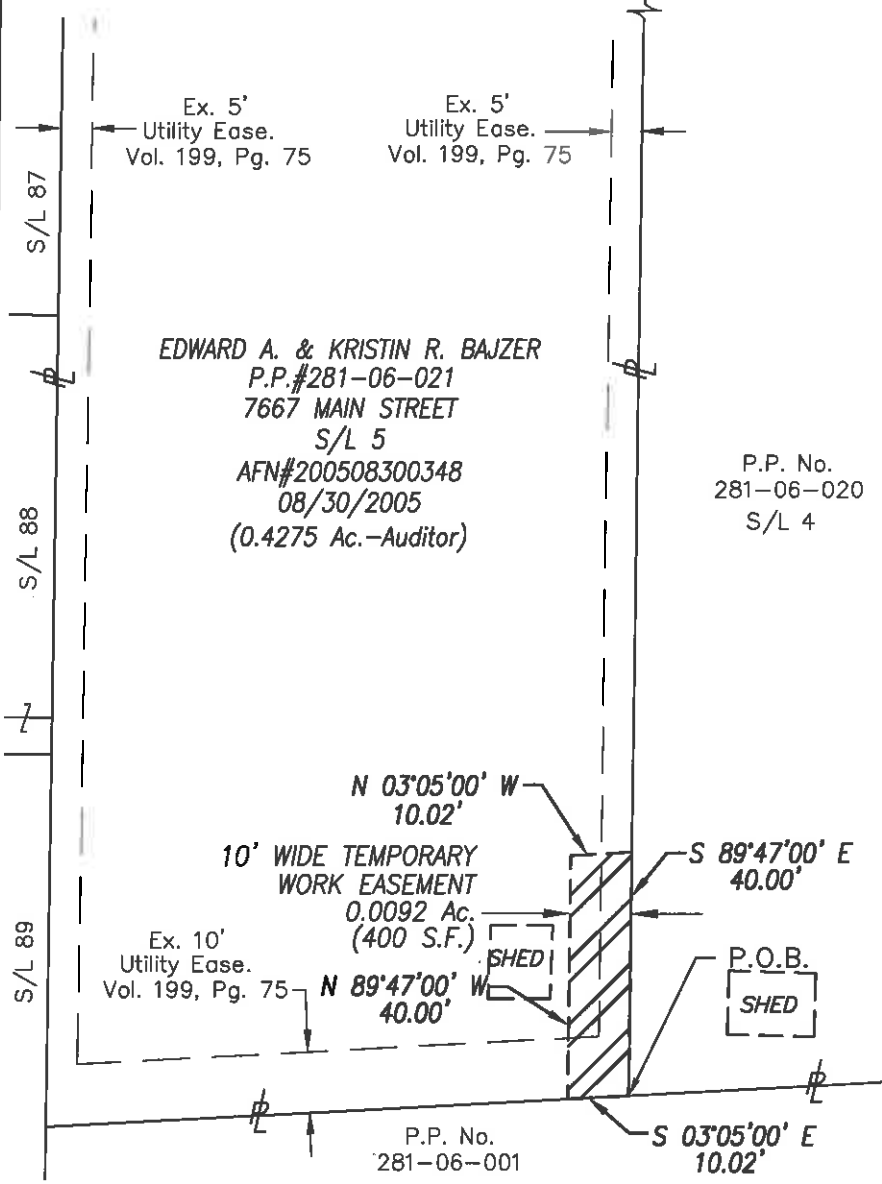 Ex. 5'
Utility Ease.
Vol. 199, Pg. 75
Ex. 5'
Utility Ease.
Vol. 199, Pg. 75
S/L 87
EDWARD A. & KRISTIN R. BAJZER
P.P.#281-06-021
7667 MAIN STREET
S/L 5
AFN#200508300348
08/30/2005
(0.4275 Ac.-Auditor)
PL
PL
P.P. No.
281-06-020
S/L 4
S/L 88
N 03°05'00' W
10.02'
10' WIDE TEMPORARY
WORK EASEMENT
0.0092 Ac.
(400 S.F.)
S 89°47'00' E
40.00'
S/L 89
Ex. 10'
Utility Ease.
Vol. 199, Pg. 75
SHED
N 89°47'00' W
40.00'
P.O.B.
SHED
PL
PL
P.P. No.
281-06-001
S 03°05'00' E
10.02'